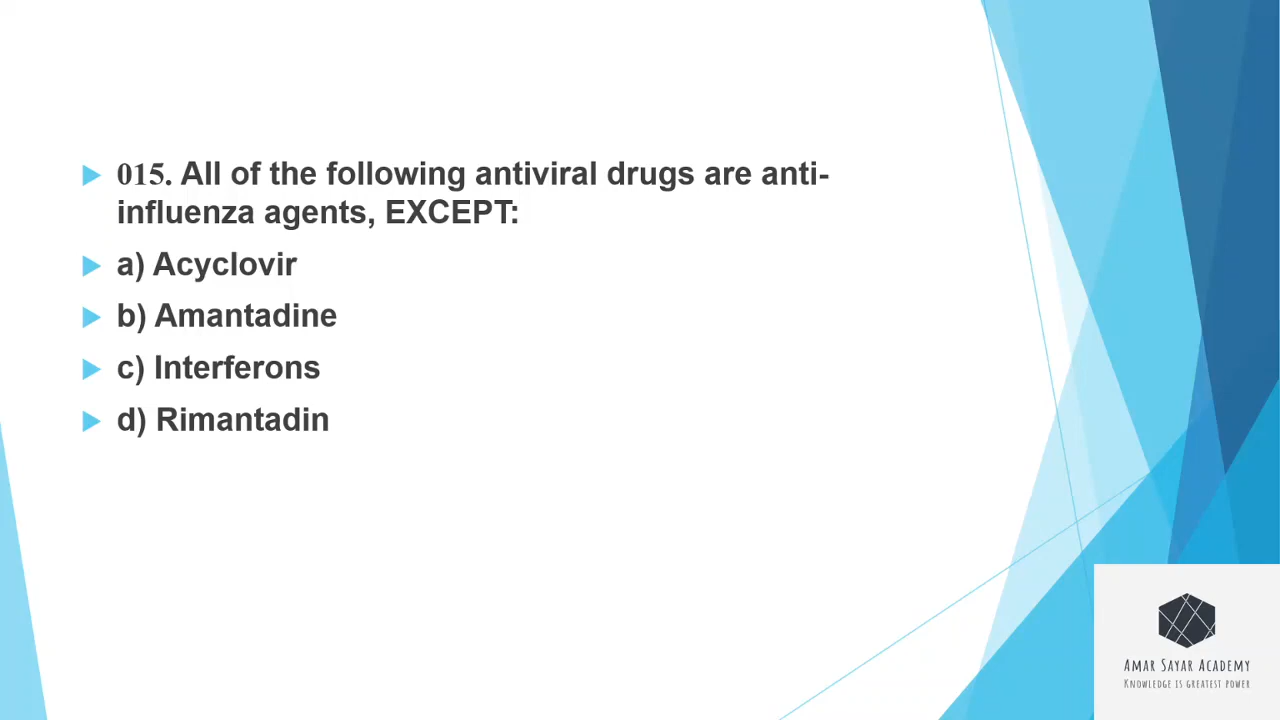 015. All of the following antiviral drugs are anti-
influenza agents, EXCEPT:
a) Acyclovir
b) Amantadine
c) Interferons
d) Rimantadin
Amar Sayar Academy
Knowledge is greatest power